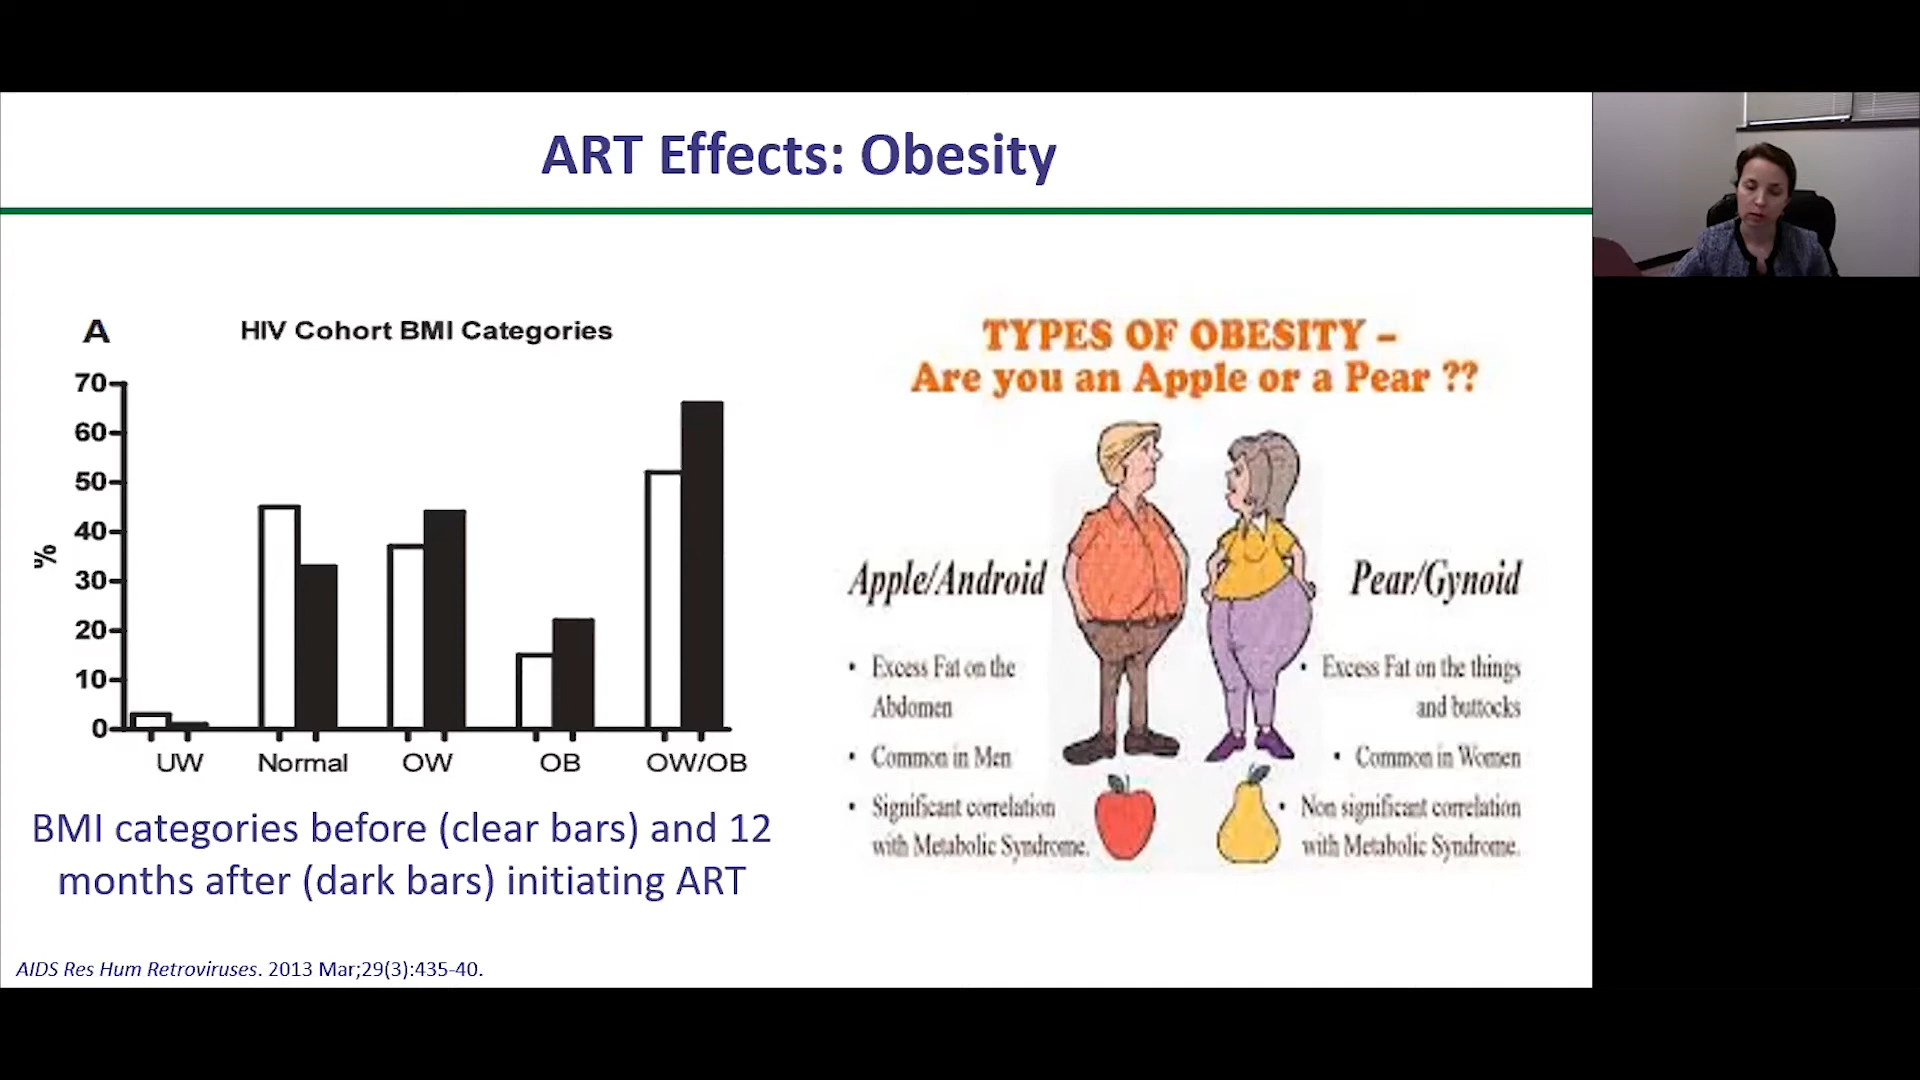 ART Effects: Obesity
A
HIV Cohort BMI Categories
70
60
50
40
30
20
10
0
%
UW
Normal
OW
OB
OW/OB
BMI categories before (clear bars) and 12
months after (dark bars) initiating ART
AIDS Res Hum Retroviruses. 2013 Mar;29(3):435-40.
TYPES OF OBESITY –
Are you an Apple or a Pear ??
Apple/Android
• Excess Fat on the
Abdomen
• Common in Men
• Significant correlation
with Metabolic Syndrome.
Pear/Gynoid
• Excess Fat on the things
and buttocks
• Common in Women
• Non significant correlation
with Metabolic Syndrome.